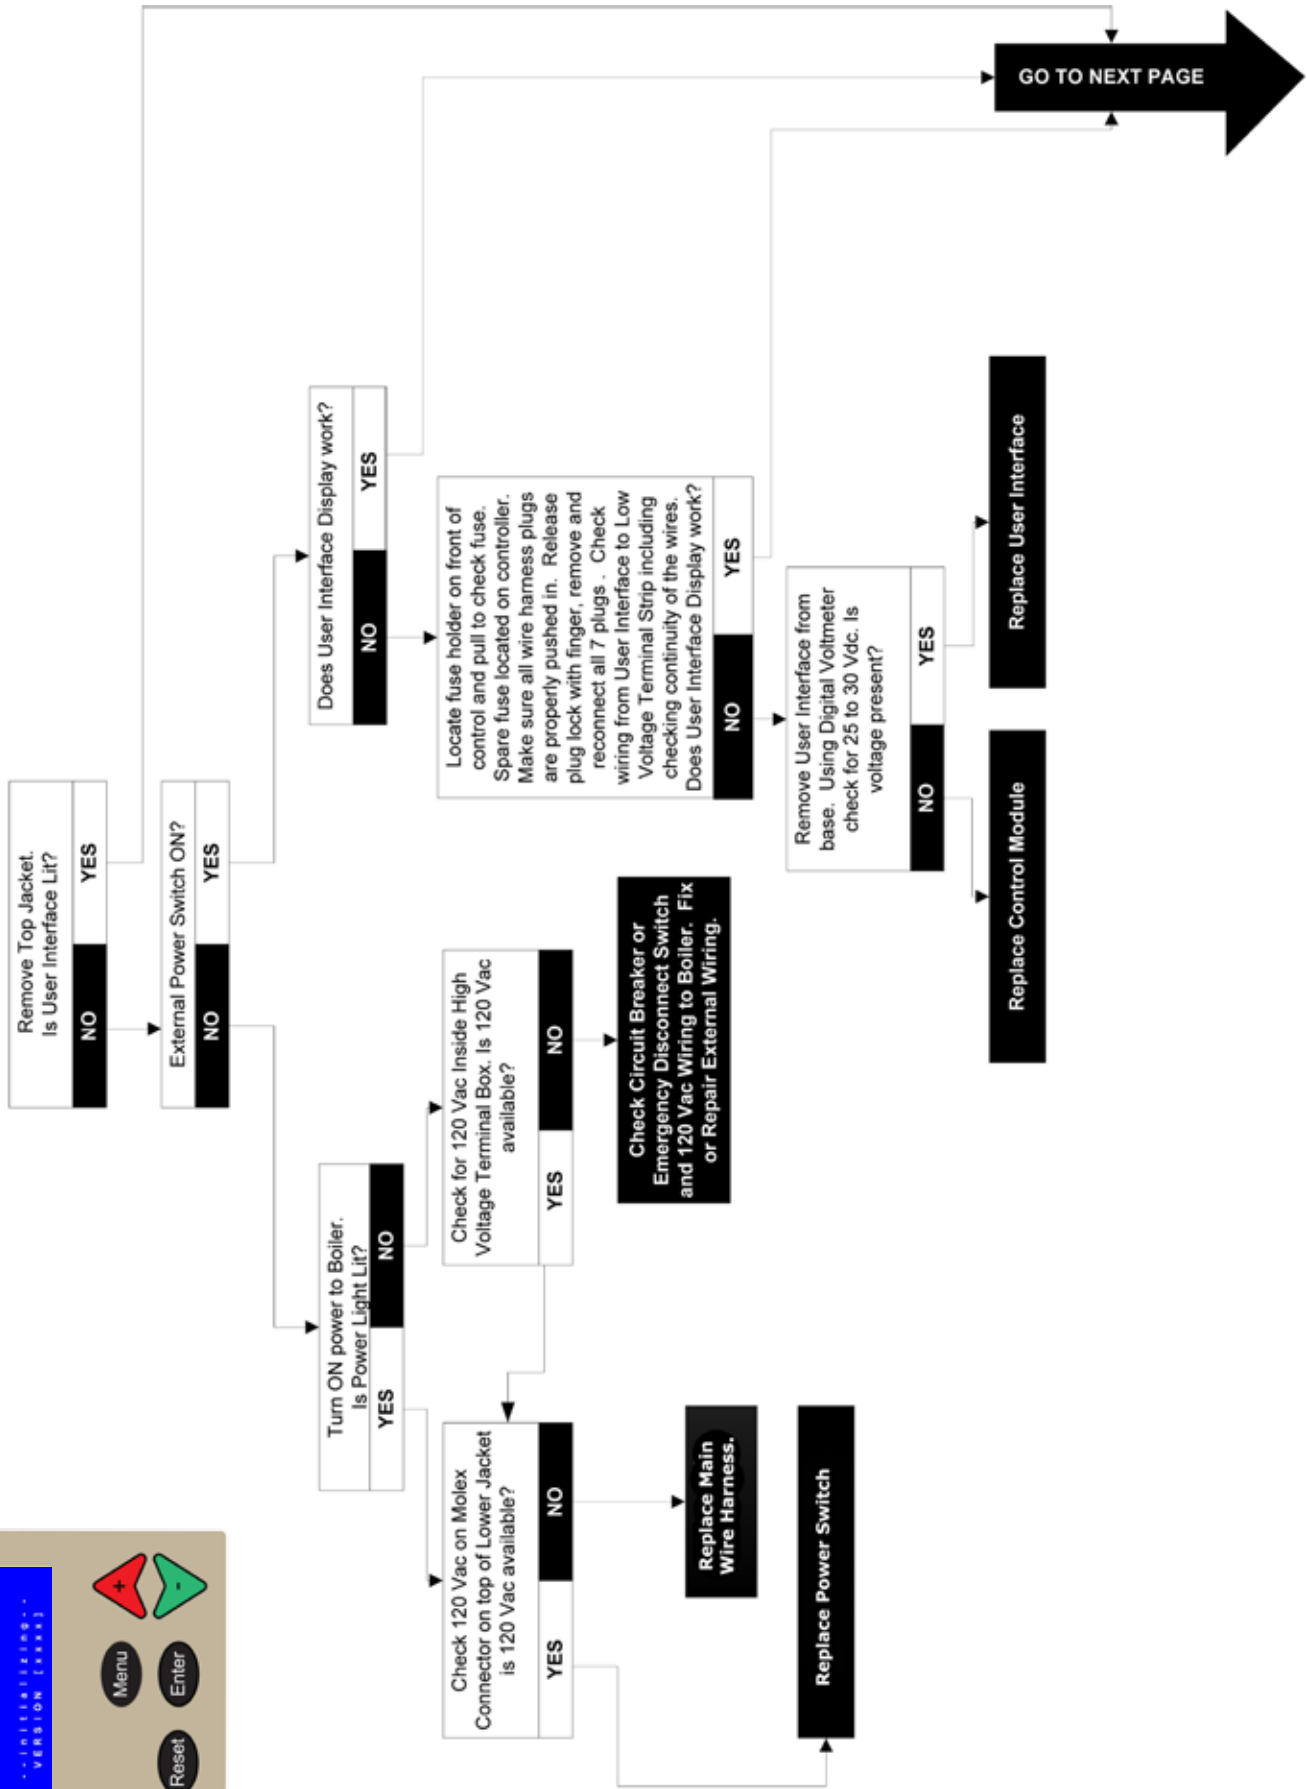 --initializing--
VERSION [xxxx]
Menu
Reset
Enter
+
-
Remove Top Jacket.
Is User Interface Lit?
NO
YES
External Power Switch ON?
NO
YES
Turn ON power to Boiler.
Is Power Light Lit?
YES
NO
Does User Interface Display work?
NO
YES
Check 120 Vac on Molex
Connector on top of Lower Jacket
is 120 Vac available?
YES
NO
Check for 120 Vac Inside High
Voltage Terminal Box. Is 120 Vac
available?
YES
NO
Locate fuse holder on front of
control and pull to check fuse.
Spare fuse located on controller.
Make sure all wire harness plugs
are properly pushed in. Release
plug lock with finger, remove and
reconnect all 7 plugs . Check
wiring from User Interface to Low
Voltage Terminal Strip including
checking continuity of the wires.
Does User Interface Display work?
NO
YES
Replace Main
Wire Harness.
Check Circuit Breaker or
Emergency Disconnect Switch
and 120 Vac Wiring to Boiler. Fix
or Repair External Wiring.
Remove User Interface from
base. Using Digital Voltmeter
check for 25 to 30 Vdc. Is
voltage present?
NO
YES
Replace Power Switch
Replace Control Module
Replace User Interface
GO TO NEXT PAGE